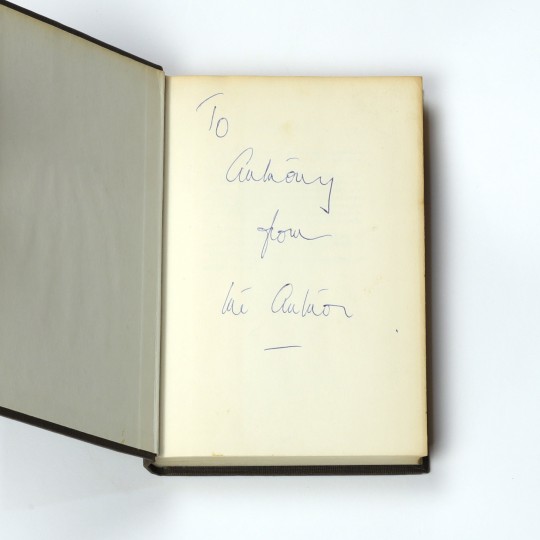 To
Anthony
from
the Author